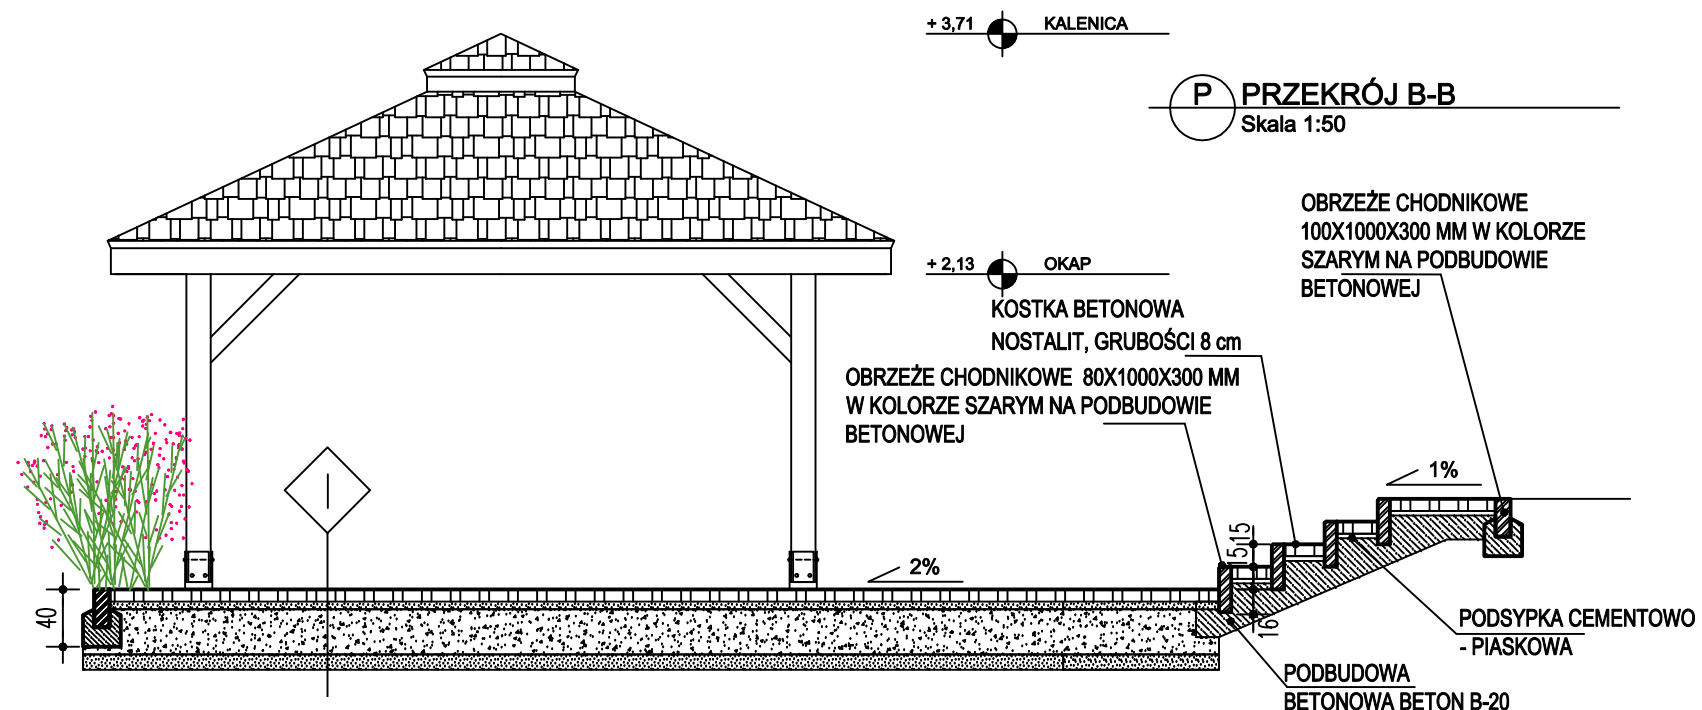 + 3,71 KALENICA
P PRZEKRÓJ B-B
Skala 1:50
OBRZEŻE CHODNIKOWE
100X1000X300 MM W KOLORZE
SZARYM NA PODBUDOWIE
BETONOWEJ
+ 2,13 OKAP
KOSTKA BETONOWA
NOSTALIT, GRUBOŚCI 8 cm
OBRZEŻE CHODNIKOWE 80X1000X300 MM
W KOLORZE SZARYM NA PODBUDOWIE
BETONOWEJ
1%
I
15
15
2%
40
16
PODSYPKA CEMENTOWO
- PIASKOWA
PODBUDOWA
BETONOWA BETON B-20